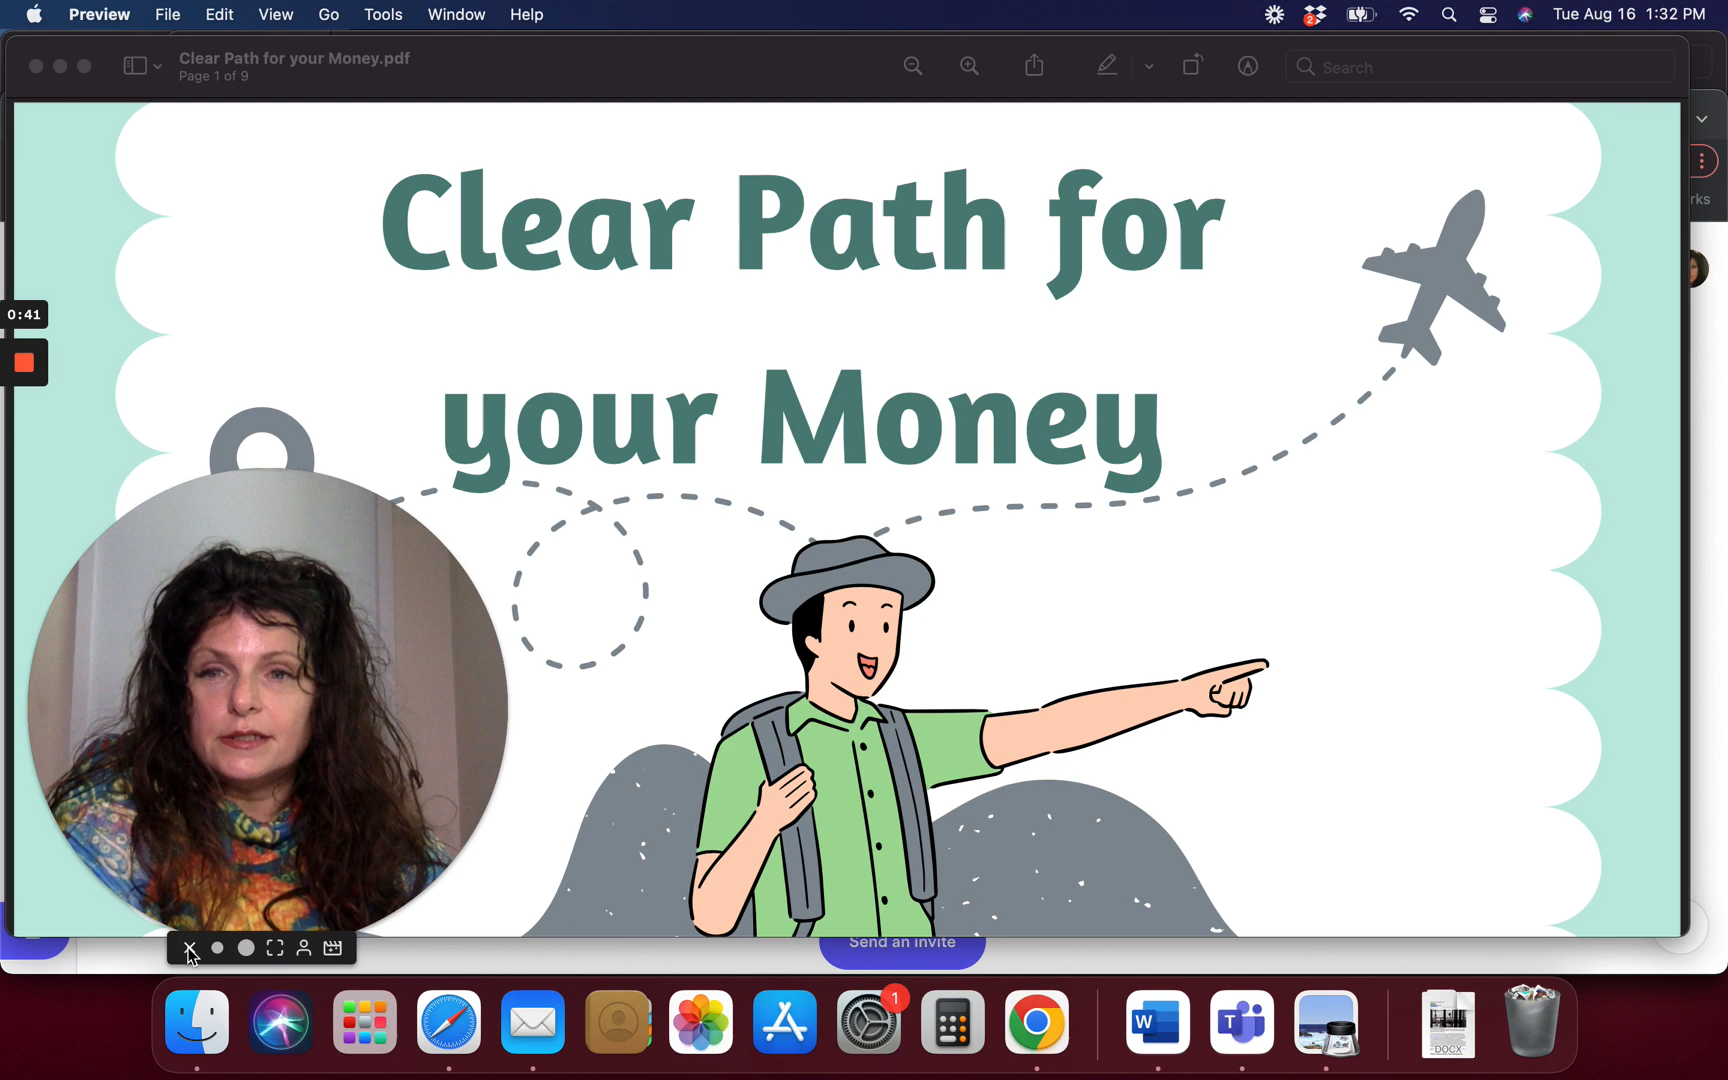 Preview File Edit View Go Tools Window Help
2
Tue Aug 16 1:32 PM
Clear Path for your Money.pdf
Page 1 of 9
Search
rks
Clear Path for
your Money
0:41
Send an invite
1
W
T
DOCX